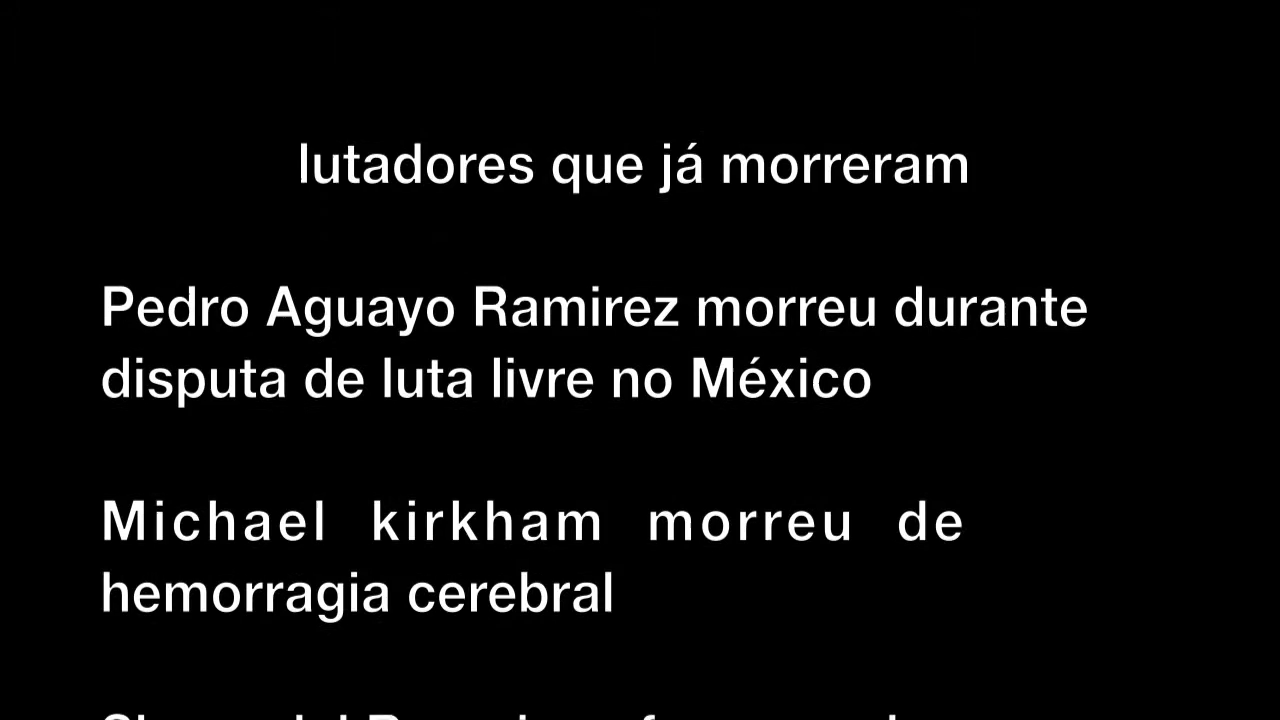 lutadores que já morreram
Pedro Aguayo Ramirez morreu durante
disputa de luta livre no México
Michael kirkham morreu de
hemorragia cerebral